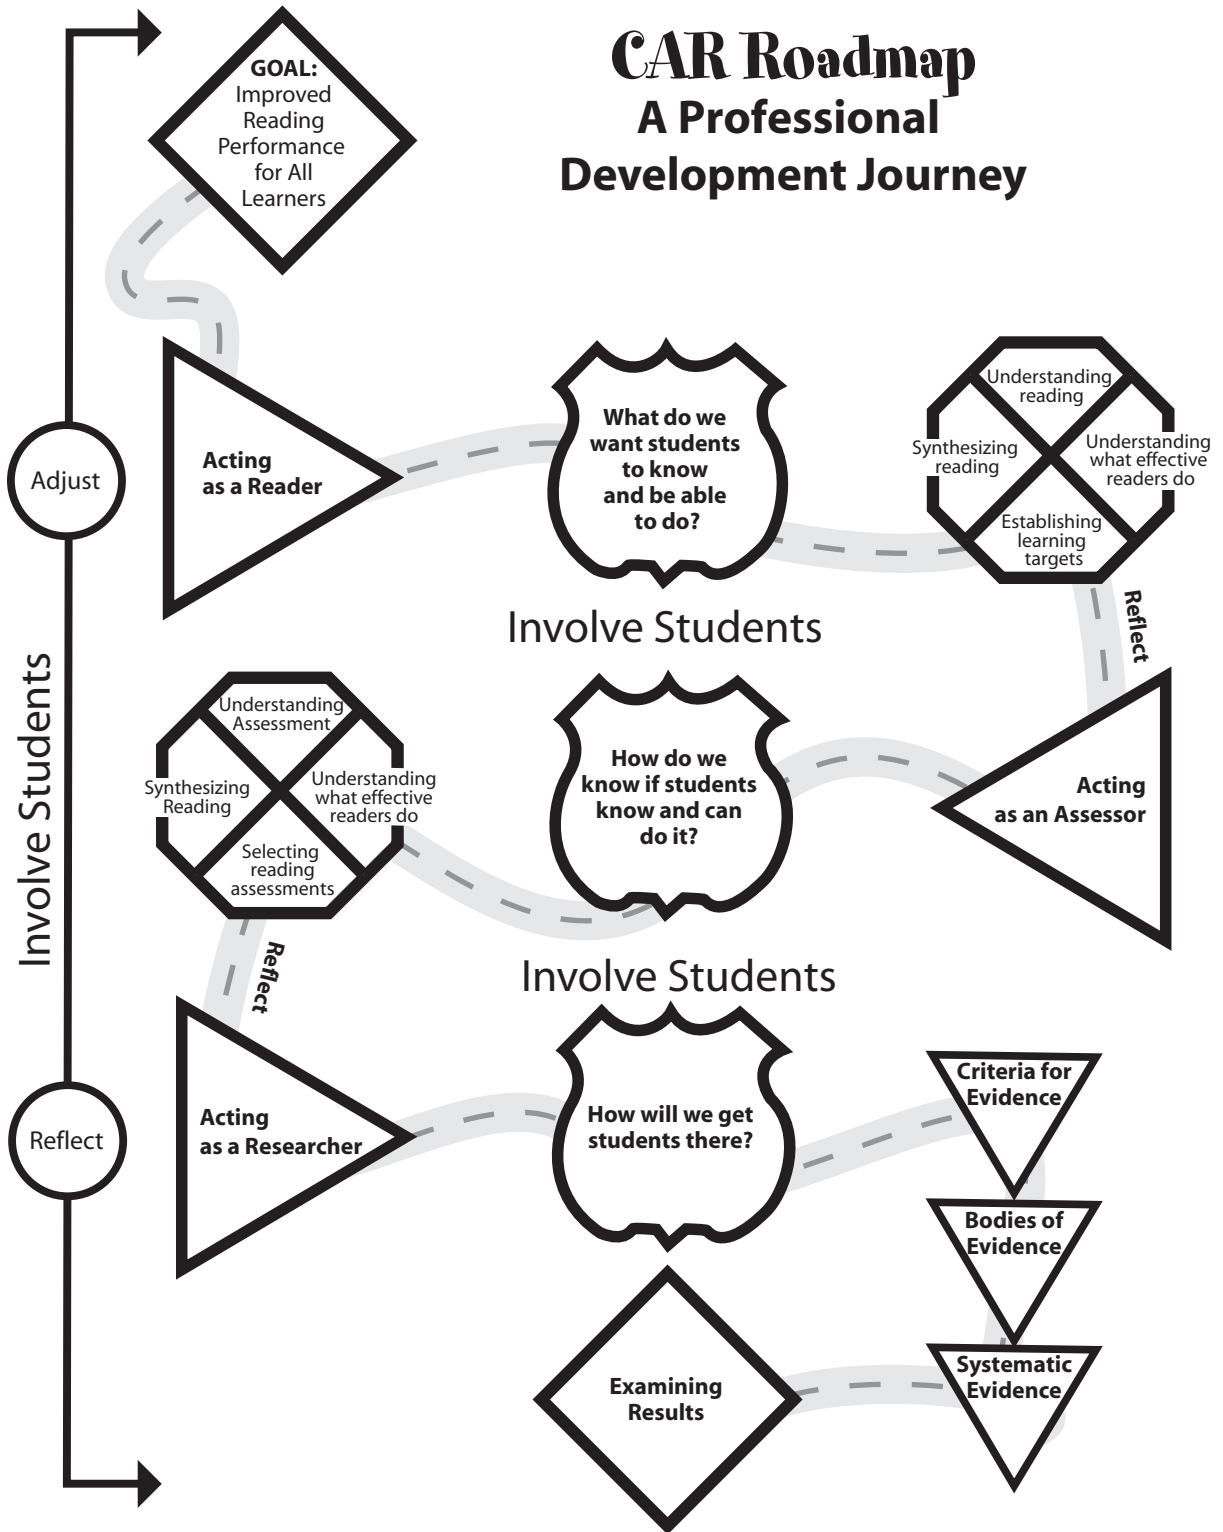 CAR Roadmap
A Professional
Development Journey
GOAL:
Improved
Reading
Performance
for All
Learners
Adjust
Acting
as a Reader
What do we
want students
to know
and be able
to do?
Understanding
reading
Synthesizing
reading
Understanding
what effective
readers do
Establishing
learning
targets
Reflect
Involve Students
Involve Students
Understanding
Assessment
Synthesizing
Reading
Understanding
what effective
readers do
Selecting
reading
assessments
How do we
know if students
know and can
do it?
Acting
as an Assessor
Reflect
Involve Students
Reflect
Acting
as a Researcher
How will we get
students there?
Criteria for
Evidence
Bodies of
Evidence
Systematic
Evidence
Examining
Results